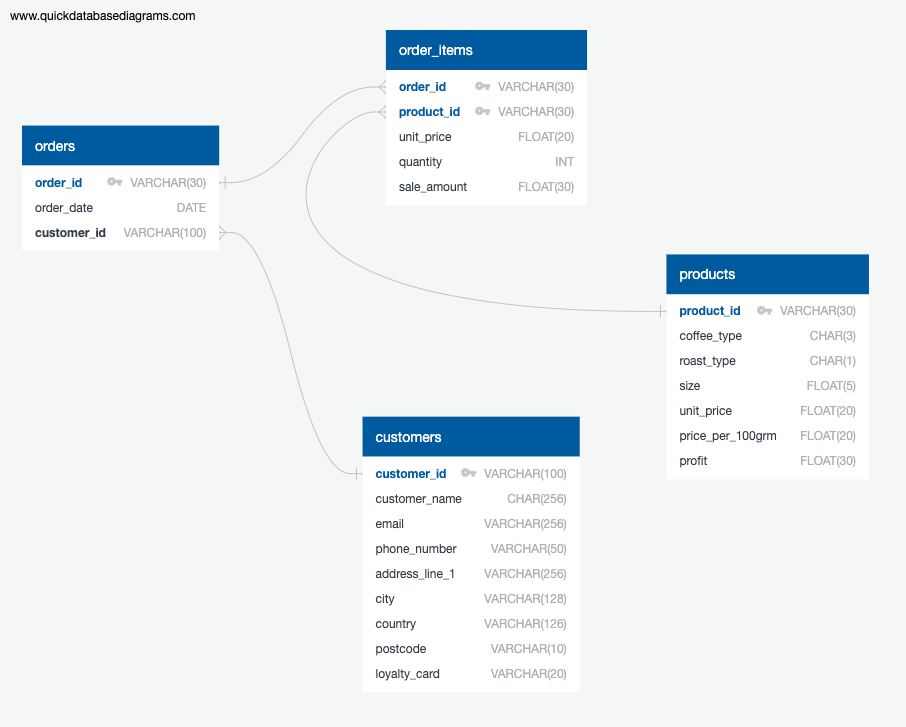 www.quickdatabasediagrams.com
order_items
order_id VARCHAR(30)
product_id VARCHAR(30)
unit_price FLOAT(20)
quantity INT
sale_amount FLOAT(30)
orders
order_id VARCHAR(30)
order_date DATE
customer_id VARCHAR(100)
products
product_id VARCHAR(30)
coffee_type CHAR(3)
roast_type CHAR(1)
size FLOAT(5)
unit_price FLOAT(20)
price_per_100grm FLOAT(20)
profit FLOAT(30)
customers
customer_id VARCHAR(100)
customer_name CHAR(256)
email VARCHAR(256)
phone_number VARCHAR(50)
address_line_1 VARCHAR(256)
city VARCHAR(128)
country VARCHAR(126)
postcode VARCHAR(10)
loyalty_card VARCHAR(20)